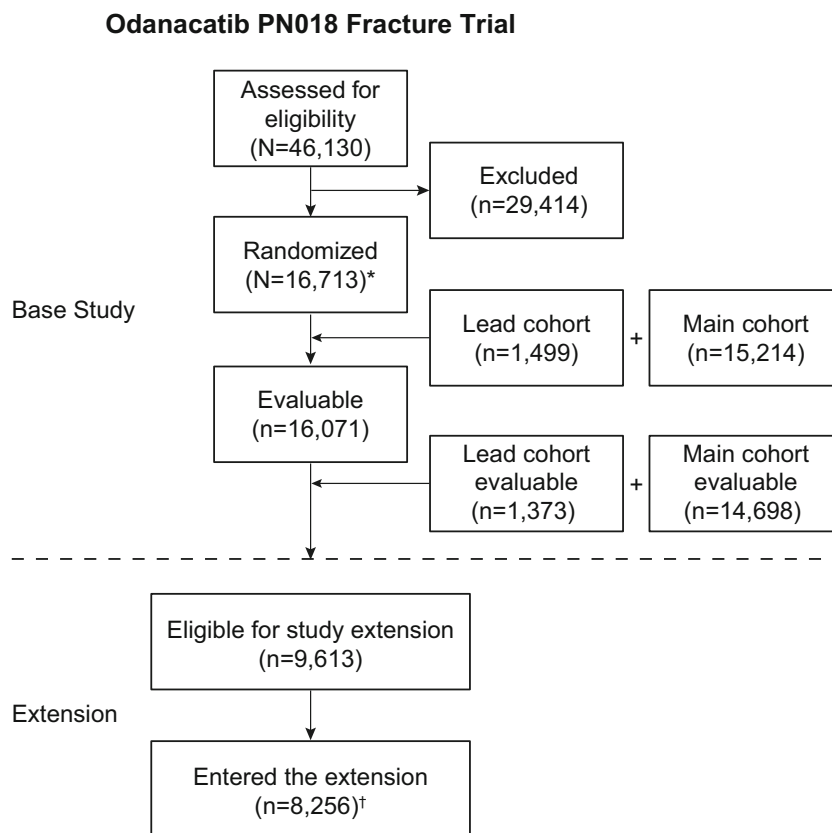 Odanacatib PN018 Fracture Trial
Assessed for
eligibility
(N=46,130)
Excluded
(n=29,414)
Randomized
(N=16,713)*
Base Study
Lead cohort
(n=1,499)
+
Main cohort
(n=15,214)
Evaluable
(n=16,071)
Lead cohort
evaluable
(n=1,373)
+
Main cohort
evaluable
(n=14,698)
Eligible for study extension
(n=9,613)
Extension
Entered the extension
(n=8,256)†